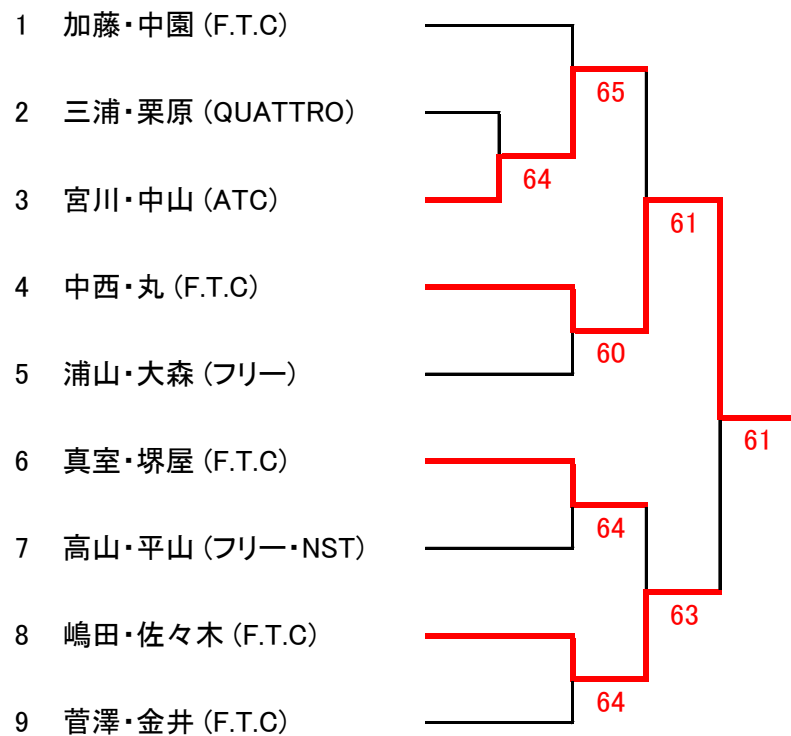 1 加藤・中園 (F.T.C)
65
2 三浦・栗原 (QUATTRO)
64
3 宮川・中山 (ATC)
61
4 中西・丸 (F.T.C)
60
5 浦山・大森 (フリー)
61
6 真室・堺屋 (F.T.C)
64
7 高山・平山 (フリー・NST)
63
8 嶋田・佐々木 (F.T.C)
64
9 菅澤・金井 (F.T.C)